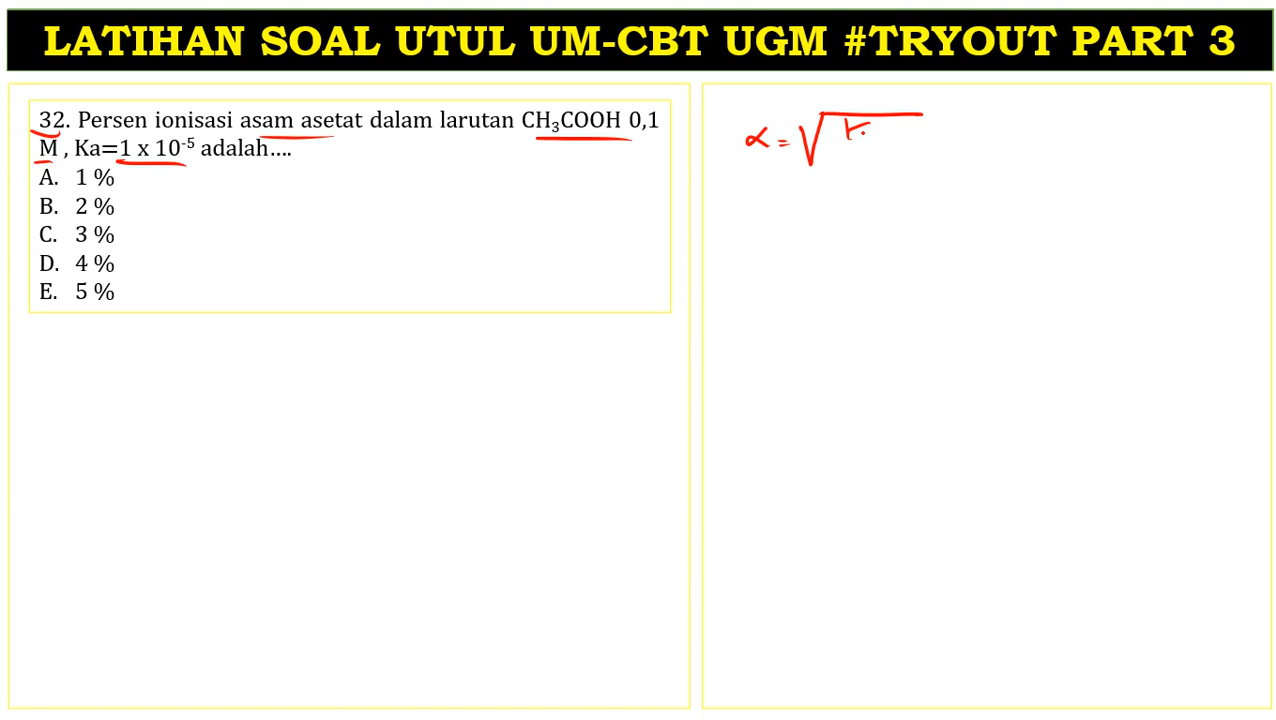 LATIHAN SOAL UTUL UM-CBT UGM #TRYOUT PART 3
32. Persen ionisasi asam asetat dalam larutan CH₃COOH 0,1
M , Ka=1 x 10⁻⁵ adalah....
A. 1 %
B. 2 %
C. 3 %
D. 4 %
E. 5 %
α = √